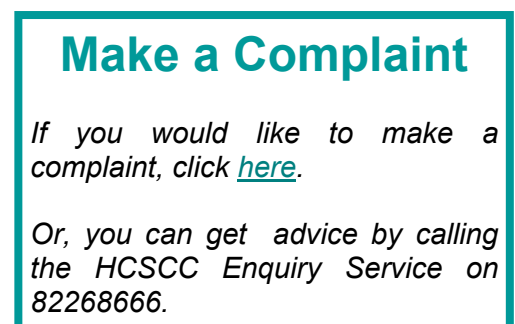 Make a Complaint
If you would like to make a
complaint, click here.
Or, you can get advice by calling
the HCSCC Enquiry Service on
82268666.